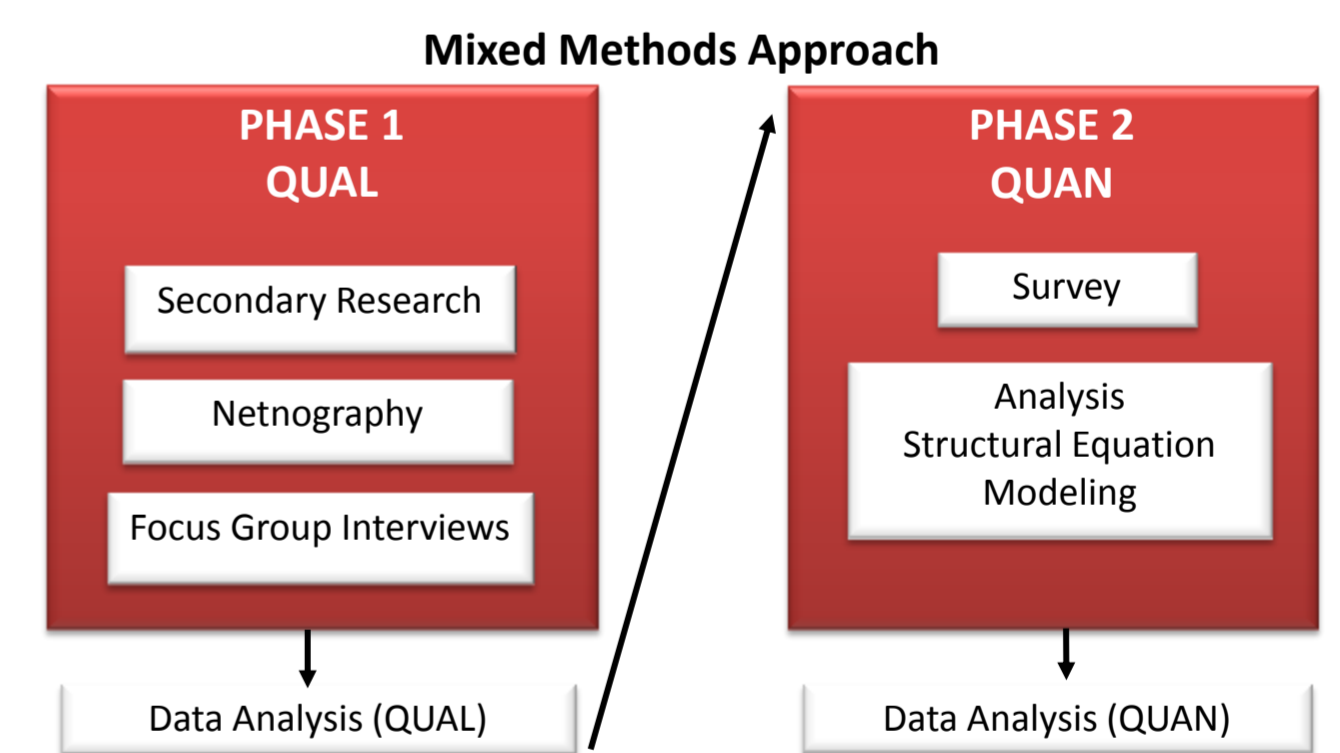 Mixed Methods Approach
PHASE 1
QUAL
Secondary Research
Netnography
Focus Group Interviews
Data Analysis (QUAL)
PHASE 2
QUAN
Survey
Analysis
Structural Equation
Modeling
Data Analysis (QUAN)